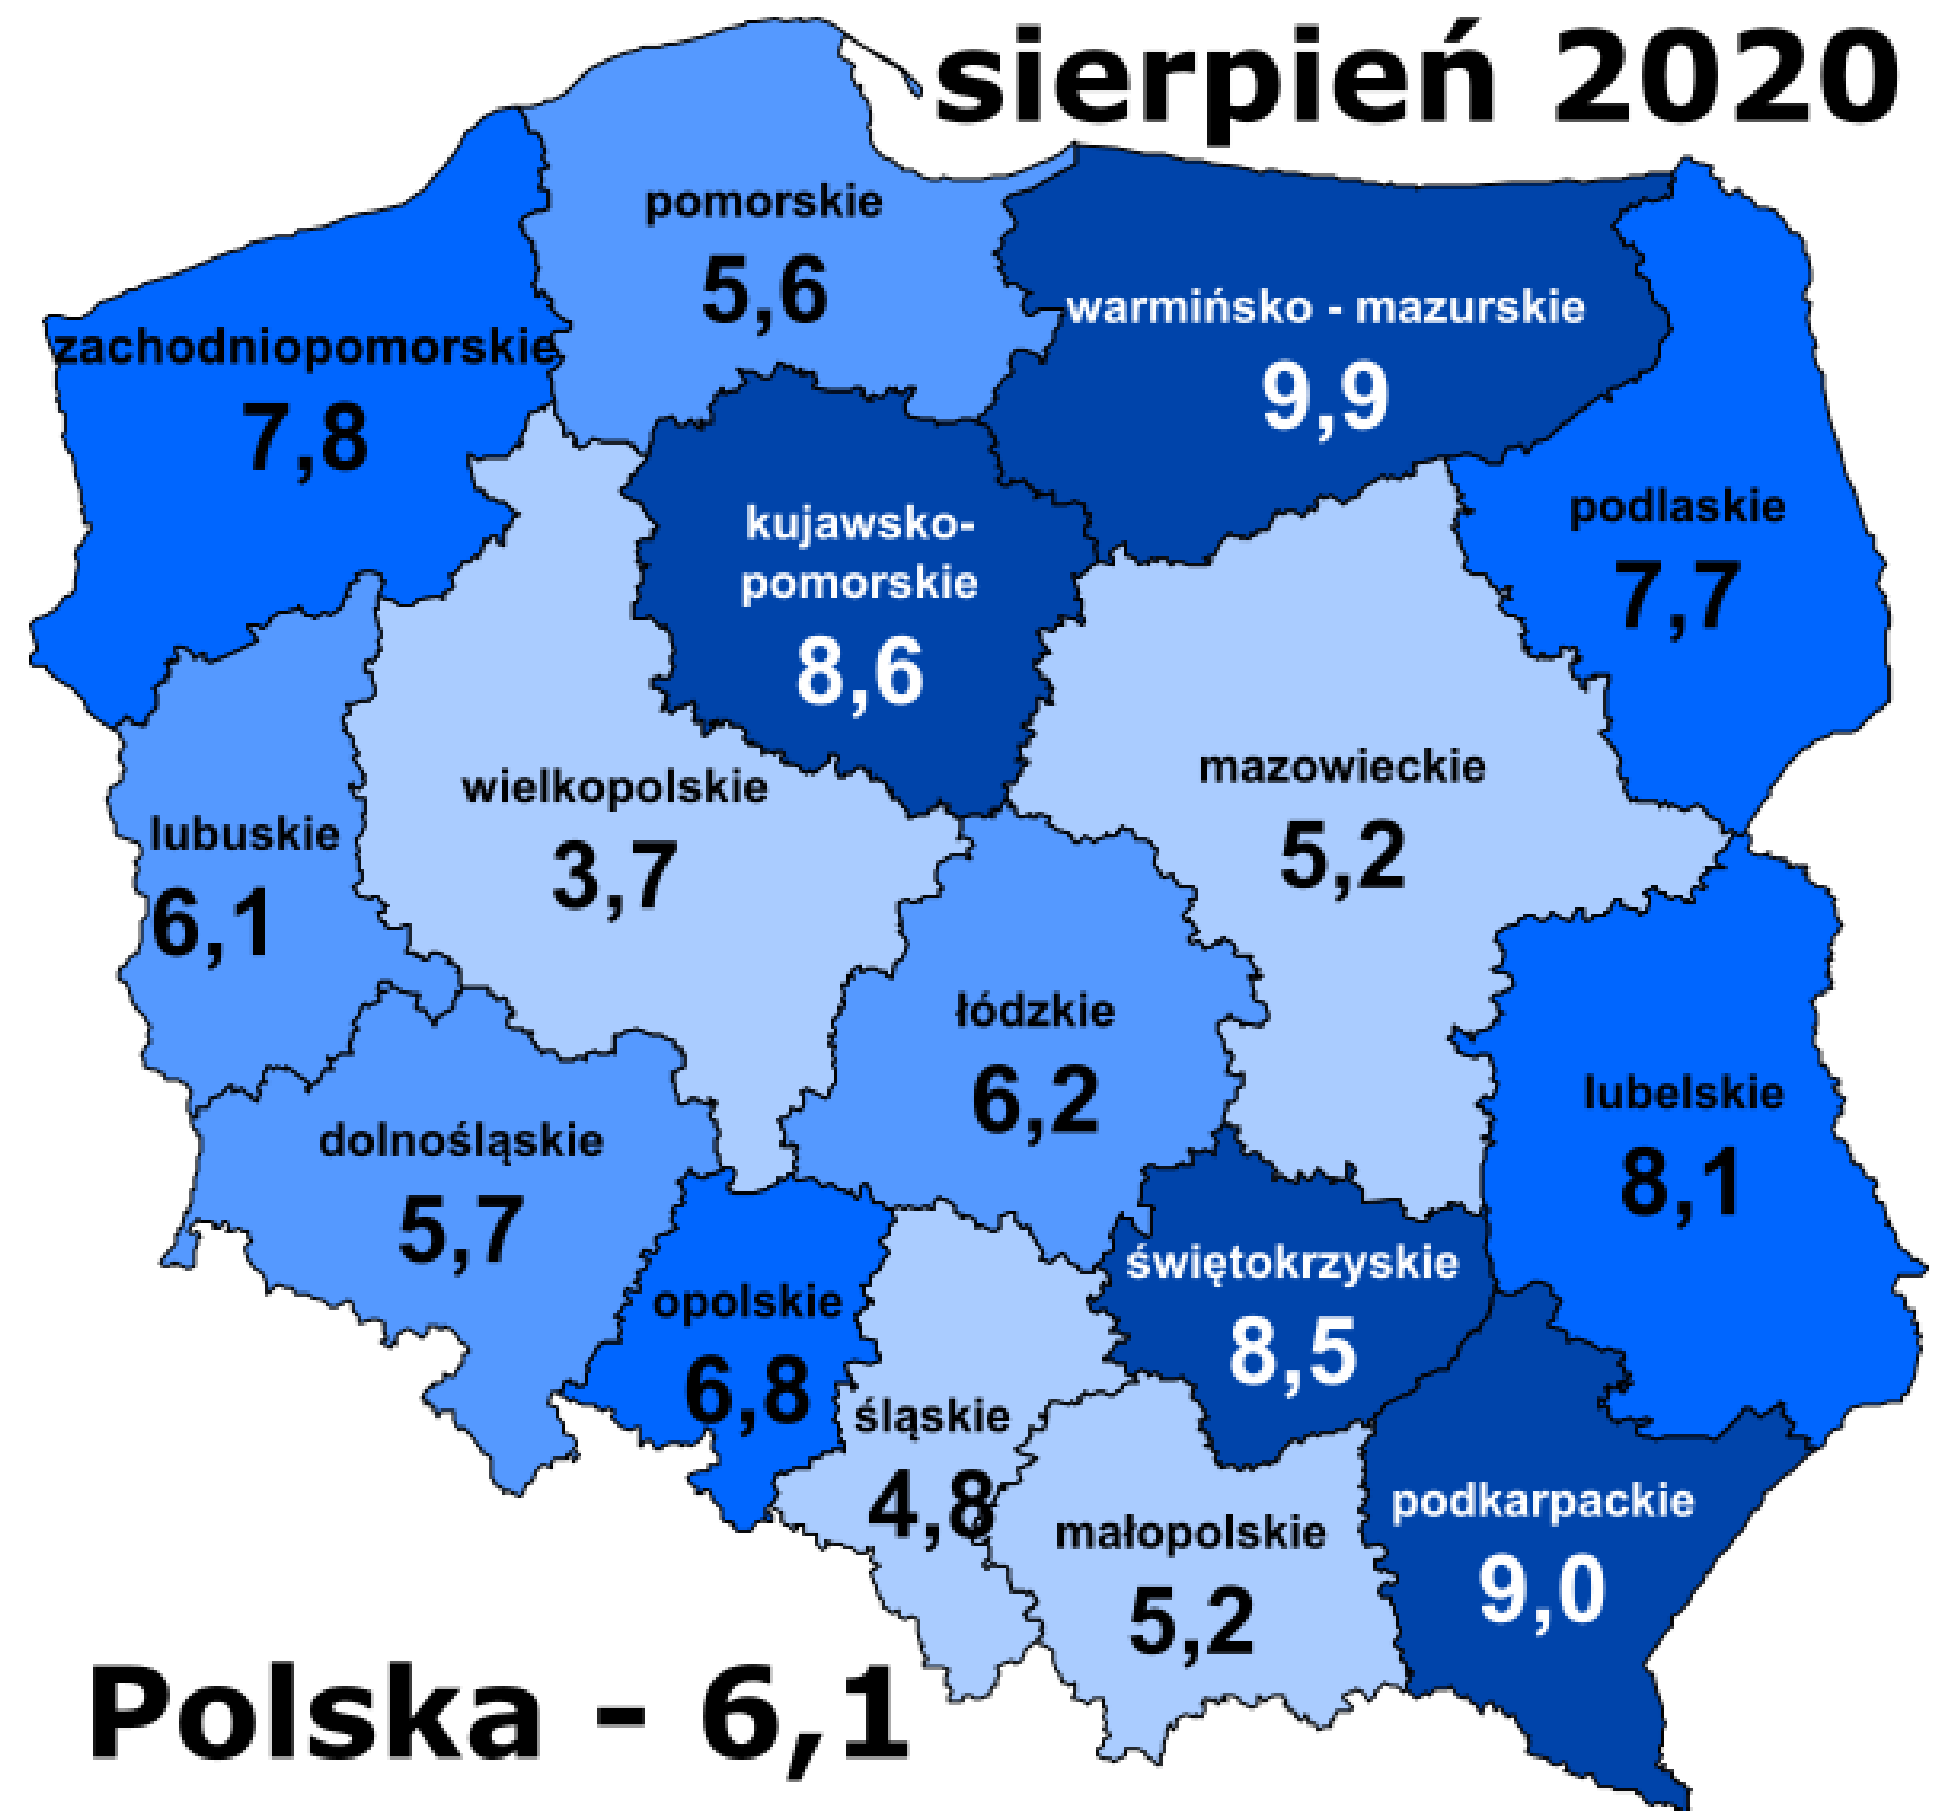 sierpień 2020
pomorskie
5,6
warmińsko - mazurskie
9,9
zachodniopomorskie
7,8
podlaskie
7,7
kujawsko-
pomorskie
8,6
mazowieckie
5,2
wielkopolskie
3,7
lubuskie
6,1
łódzkie
6,2
lubelskie
8,1
dolnośląskie
5,7
świętokrzyskie
8,5
opolskie
6,8
śląskie
4,8
małopolskie
5,2
podkarpackie
9,0
Polska - 6,1